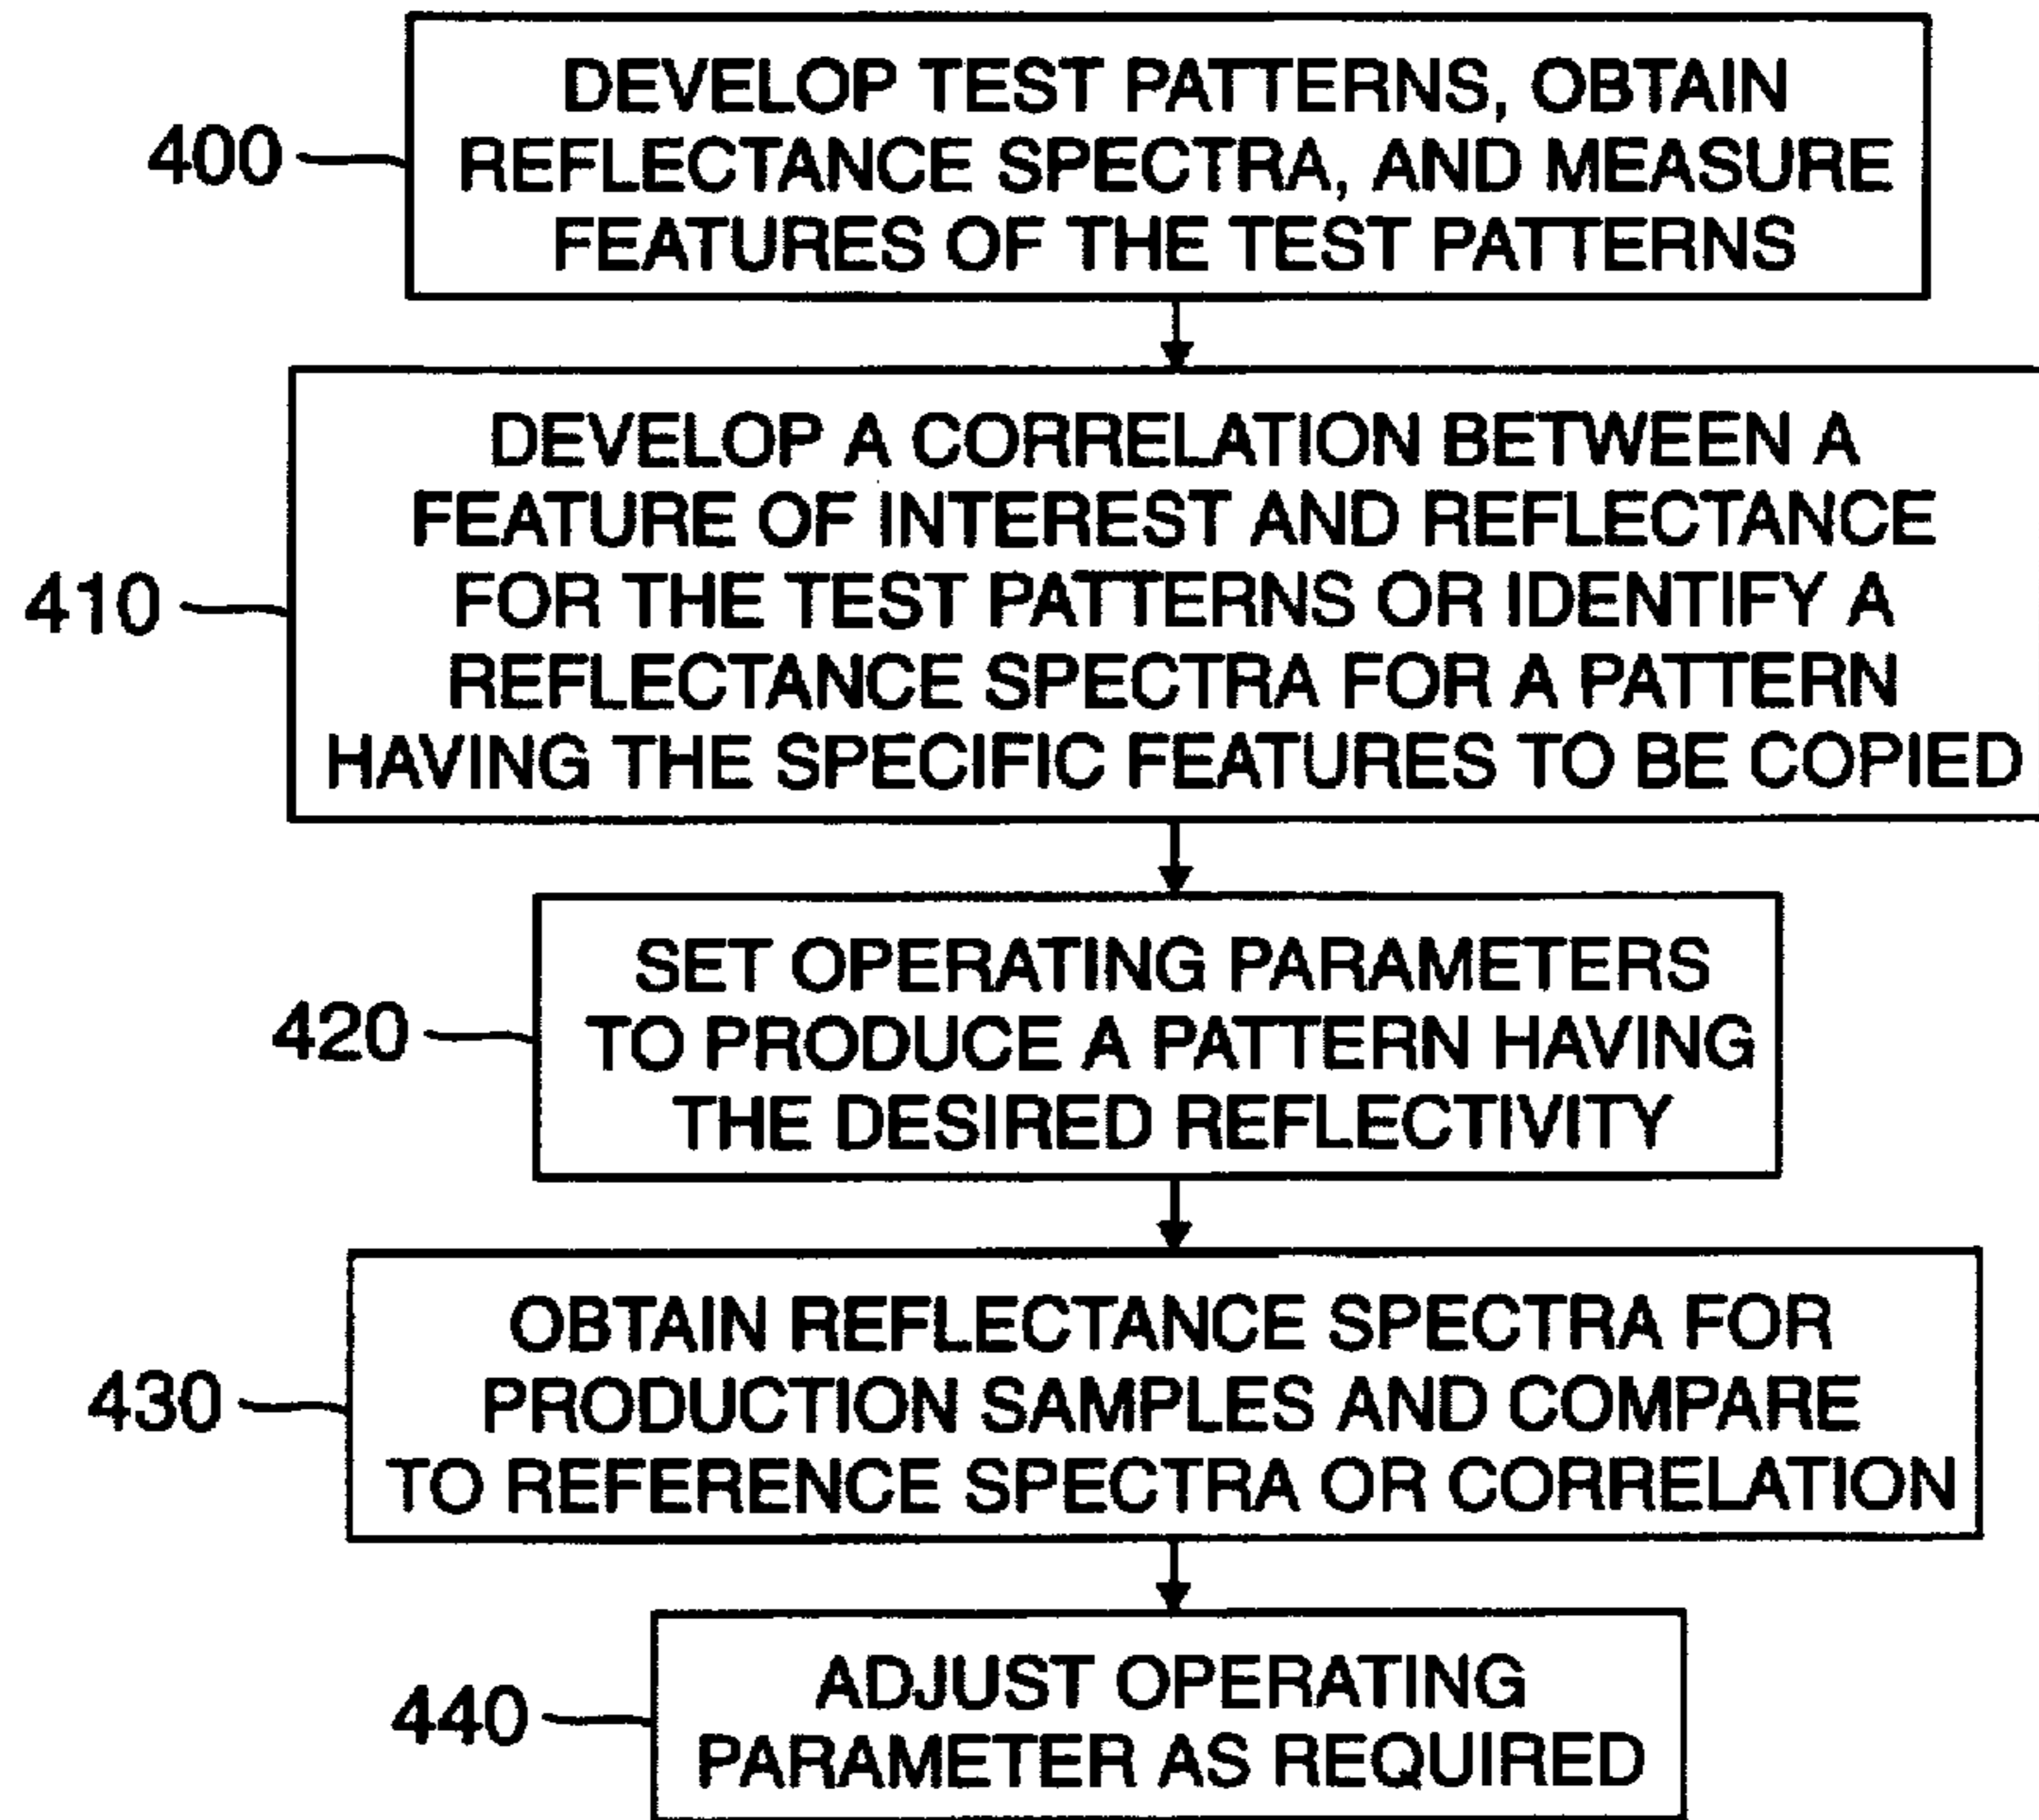 DEVELOP TEST PATTERNS, OBTAIN
REFLECTANCE SPECTRA, AND MEASURE
FEATURES OF THE TEST PATTERNS
400
DEVELOP A CORRELATION BETWEEN A
FEATURE OF INTEREST AND REFLECTANCE
FOR THE TEST PATTERNS OR IDENTIFY A
REFLECTANCE SPECTRA FOR A PATTERN
HAVING THE SPECIFIC FEATURES TO BE COPIED
410
SET OPERATING PARAMETERS
TO PRODUCE A PATTERN HAVING
THE DESIRED REFLECTIVITY
420
OBTAIN REFLECTANCE SPECTRA FOR
PRODUCTION SAMPLES AND COMPARE
TO REFERENCE SPECTRA OR CORRELATION
430
ADJUST OPERATING
PARAMETER AS REQUIRED
440